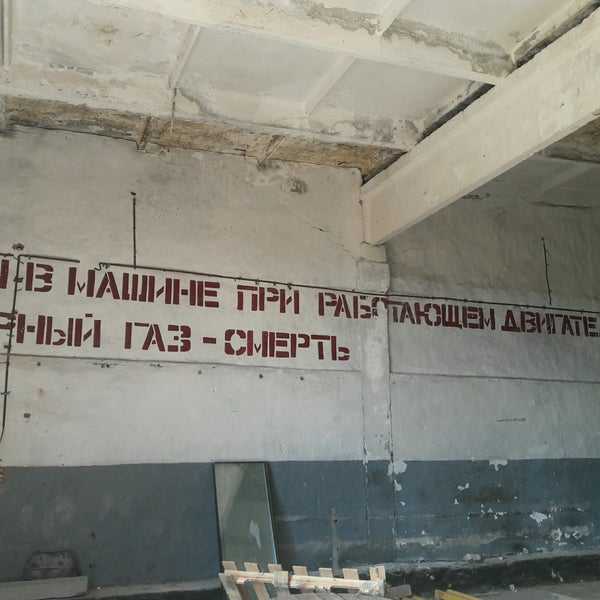 В МАШИНЕ ПРИ РАБОТАЮЩЕМ ДВИГАТЕ
РНЫЙ ГАЗ - СМЕРТЬ